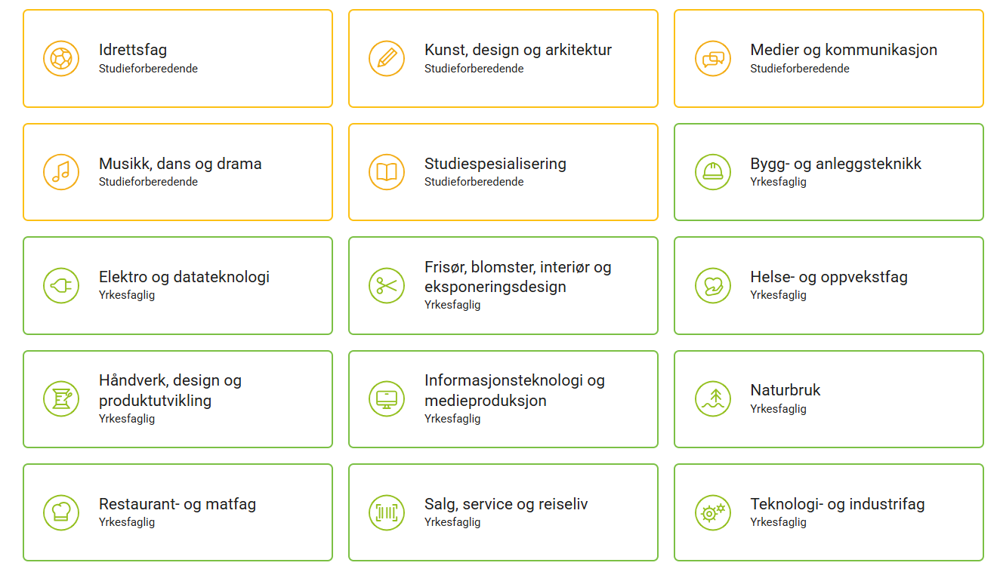 Idrettsfag
Studieforberedende
Kunst, design og arkitektur
Studieforberedende
Medier og kommunikasjon
Studieforberedende
Musikk, dans og drama
Studieforberedende
Studiespesialisering
Studieforberedende
Bygg- og anleggsteknikk
Yrkesfaglig
Elektro og datateknologi
Yrkesfaglig
Frisør, blomster, interiør og
eksponeringsdesign
Yrkesfaglig
Helse- og oppvekstfag
Yrkesfaglig
Håndverk, design og
produktutvikling
Yrkesfaglig
Informasjonsteknologi og
medieproduksjon
Yrkesfaglig
Naturbruk
Yrkesfaglig
Restaurant- og matfag
Yrkesfaglig
Salg, service og reiseliv
Yrkesfaglig
Teknologi- og industrifag
Yrkesfaglig